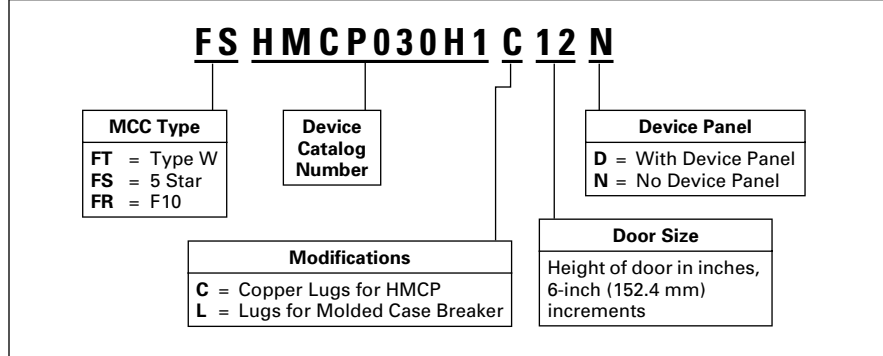 FS HMCP030H1 C 12 N
MCC Type
FT = Type W
FS = 5 Star
FR = F10
Device
Catalog
Number
Device Panel
D = With Device Panel
N = No Device Panel
Modifications
C = Copper Lugs for HMCP
L = Lugs for Molded Case Breaker
Door Size
Height of door in inches,
6-inch (152.4 mm)
increments